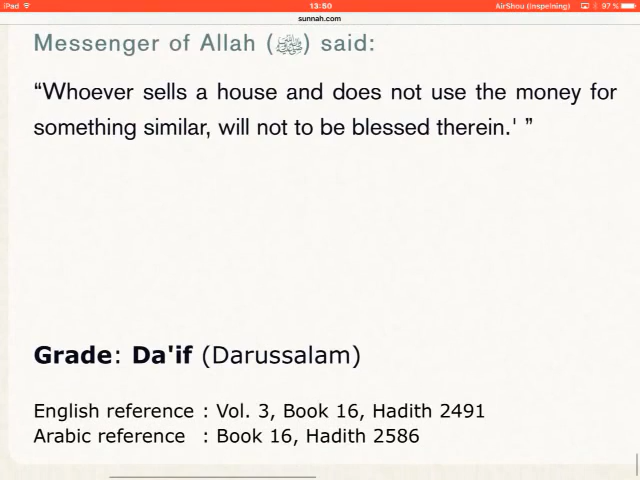 iPad 13:50 AirShou (Inspelning) 97 %
sunnah.com
Messenger of Allah (ﷺ) said:
“Whoever sells a house and does not use the money for
something similar, will not to be blessed therein.' ”
Grade: Da'if (Darussalam)
English reference : Vol. 3, Book 16, Hadith 2491
Arabic reference : Book 16, Hadith 2586